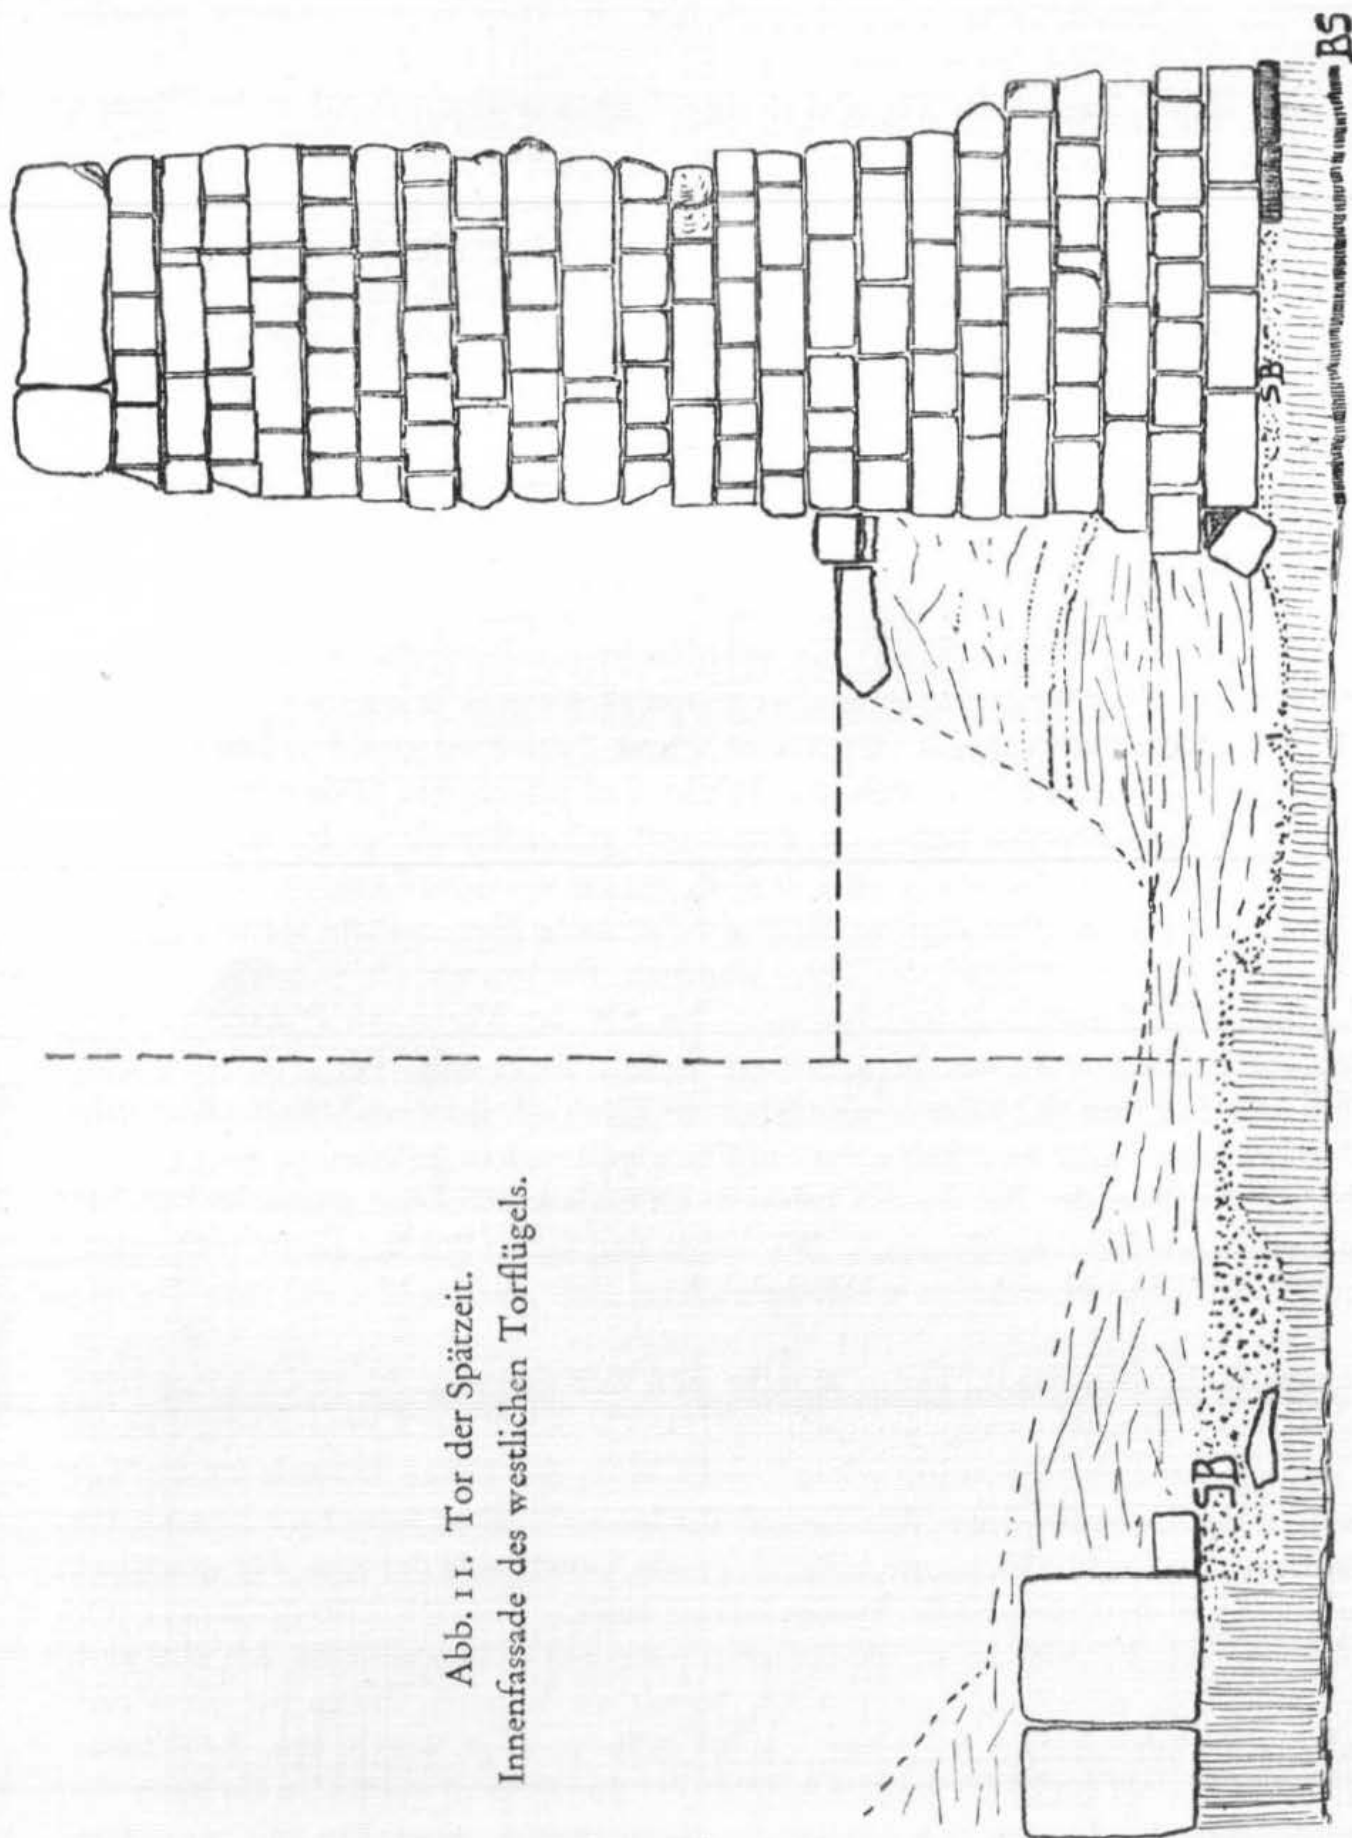 Abb. 11. Tor der Spätzeit.
Innenfassade des westlichen Torflügels.
SB
SB
BS